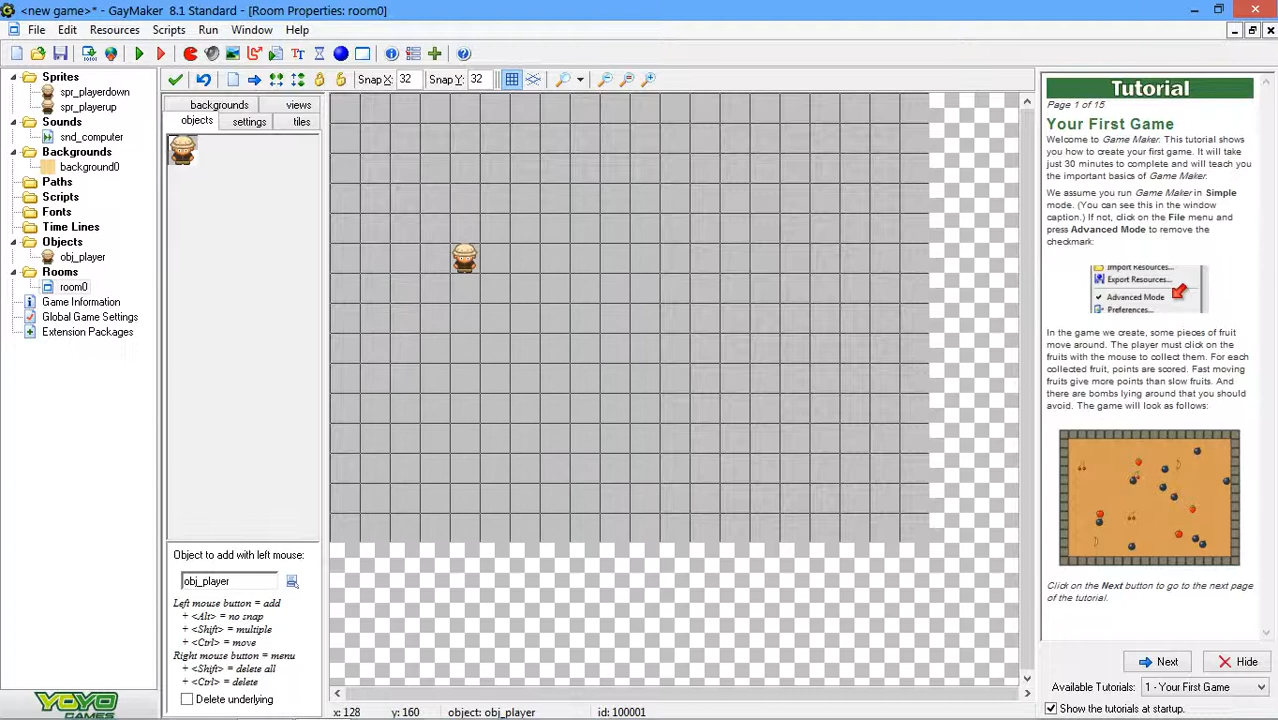 <new game>* - GayMaker 8.1 Standard - [Room Properties: room0]
File Edit Resources Scripts Run Window Help
Snap X: 32 Snap Y: 32
Sprites
spr_playerdown
spr_playerup
Sounds
snd_computer
Backgrounds
background0
Paths
Scripts
Fonts
Time Lines
Objects
obj_player
Rooms
room0
Game Information
Global Game Settings
Extension Packages
YOYO
GAMES
backgrounds views
objects settings tiles
Object to add with left mouse:
obj_player
Left mouse button = add
+ <Alt> = no snap
+ <Shift> = multiple
+ <Ctrl> = move
Right mouse button = menu
+ <Shift> = delete all
+ <Ctrl> = delete
Delete underlying
x: 128 y: 160 object: obj_player id: 100001
Tutorial
Page 1 of 15
Your First Game
Welcome to Game Maker. This tutorial shows
you how to create your first game. It will take
just 30 minutes to complete and will teach you
the important basics of Game Maker.
We assume you run Game Maker in Simple
mode. (You can see this in the window
caption.) If not, click on the File menu and
press Advanced Mode to remove the
checkmark:
Import Resources...
Export Resources...
Advanced Mode
Preferences...
In the game we create, some pieces of fruit
move around. The player must click on the
fruits with the mouse to collect them. For each
collected fruit, points are scored. Fast moving
fruits give more points than slow fruits. And
there are bombs lying around that you should
avoid. The game will look as follows:
Click on the Next button to go to the next page
of the tutorial.
Next Hide
Available Tutorials: 1 - Your First Game
Show the tutorials at startup.